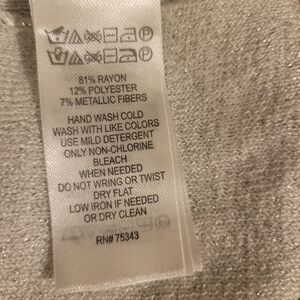 81% RAYON
12% POLYESTER
7% METALLIC FIBERS
HAND WASH COLD
WASH WITH LIKE COLORS
USE MILD DETERGENT
ONLY NON-CHLORINE
BLEACH
WHEN NEEDED
DO NOT WRING OR TWIST
DRY FLAT
LOW IRON IF NEEDED
OR DRY CLEAN
RN# 75343